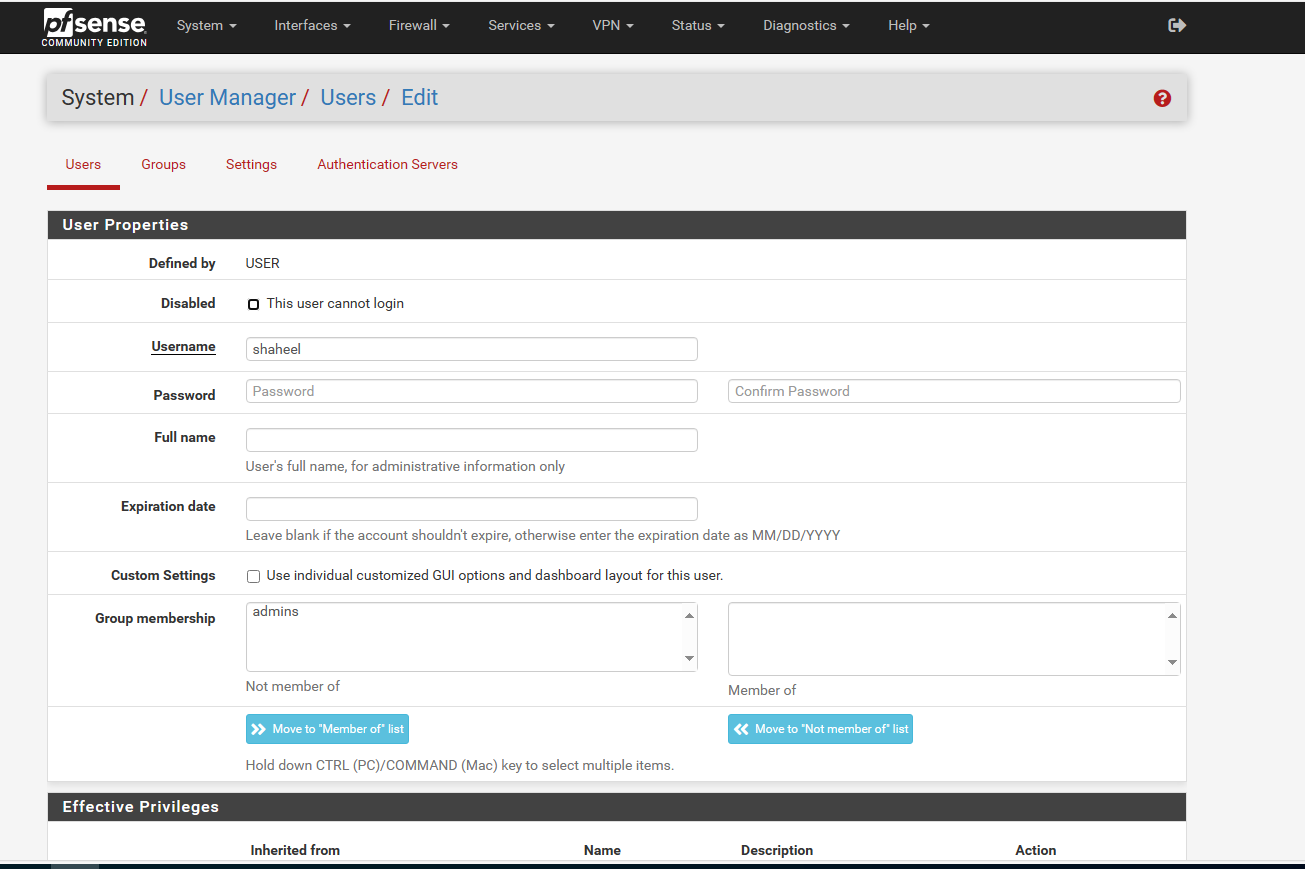 pfsense
COMMUNITY EDITION
System Interfaces Firewall Services VPN Status Diagnostics Help
System / User Manager / Users / Edit
Users Groups Settings Authentication Servers
User Properties
Defined by USER
Disabled This user cannot login
Username shaheel
Password Password Confirm Password
Full name
User's full name, for administrative information only
Expiration date
Leave blank if the account shouldn't expire, otherwise enter the expiration date as MM/DD/YYYY
Custom Settings Use individual customized GUI options and dashboard layout for this user.
Group membership admins
Not member of Member of
Move to "Member of" list Move to "Not member of" list
Hold down CTRL (PC)/COMMAND (Mac) key to select multiple items.
Effective Privileges
Inherited from Name Description Action